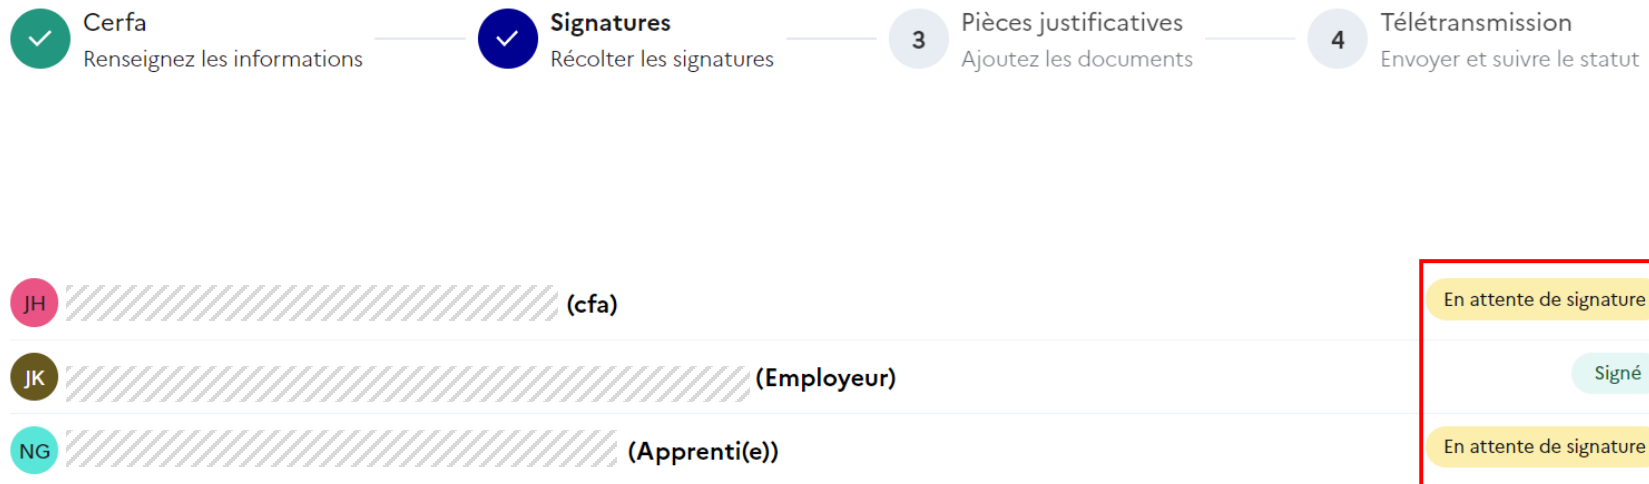 Cerfa
Renseignez les informations
Signatures
Récolter les signatures
3
Pièces justificatives
Ajoutez les documents
4
Télétransmission
Envoyer et suivre le statut
JH (cfa) En attente de signature
JK (Employeur) Signé
NG (Apprenti(e)) En attente de signature